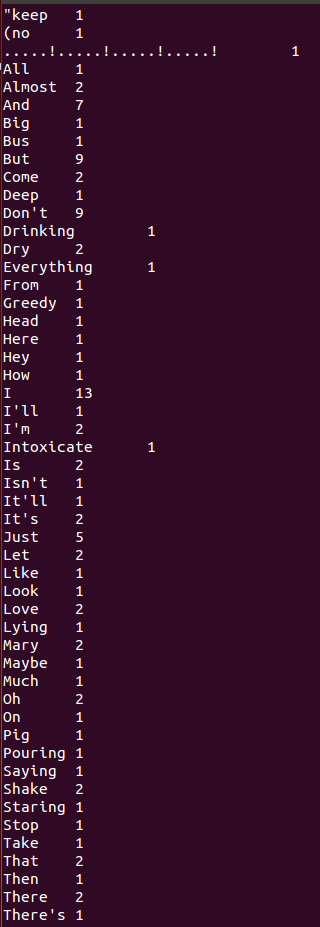 "keep 1
(no 1
.....!.....!.....!.....! 1
All 1
Almost 2
And 7
Big 1
Bus 1
But 9
Come 2
Deep 1
Don't 9
Drinking 1
Dry 2
Everything 1
From 1
Greedy 1
Head 1
Here 1
Hey 1
How 1
I 13
I'll 1
I'm 2
Intoxicate 1
Is 2
Isn't 1
It'll 1
It's 2
Just 5
Let 2
Like 1
Look 1
Love 2
Lying 1
Mary 2
Maybe 1
Much 1
Oh 2
On 1
Pig 1
Pouring 1
Saying 1
Shake 2
Staring 1
Stop 1
Take 1
That 2
Then 1
There 2
There's 1